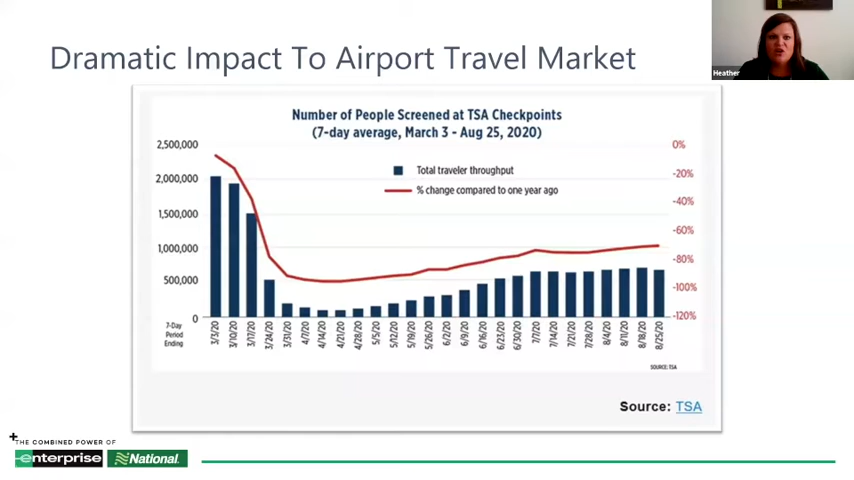 Dramatic Impact To Airport Travel Market
Heather
Number of People Screened at TSA Checkpoints
(7-day average, March 3 - Aug 25, 2020)
2,500,000
2,000,000
1,500,000
1,000,000
500,000
0
Total traveler throughput
% change compared to one year ago
0%
-20%
-40%
-60%
-80%
-100%
-120%
7-Day
Period
Ending
3/3/20
3/10/20
3/17/20
3/24/20
3/31/20
4/7/20
4/14/20
4/21/20
4/28/20
5/5/20
5/12/20
5/19/20
5/26/20
6/2/20
6/9/20
6/16/20
6/23/20
6/30/20
7/7/20
7/14/20
7/21/20
7/28/20
8/4/20
8/11/20
8/18/20
8/25/20
SOURCE: TSA
Source: TSA
THE COMBINED POWER OF
enterprise
National.